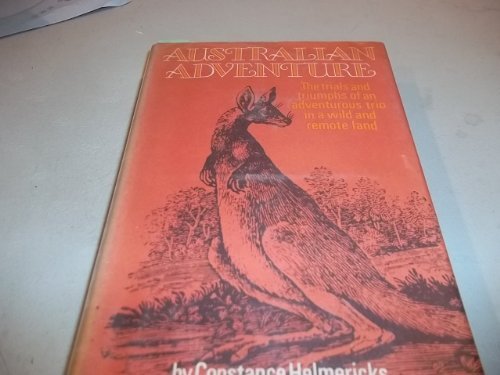 AUSTRALIAN
ADVENTURE
The trials and
triumphs of an
adventurous trio
in a wild and
remote land
by Constance Helmericks